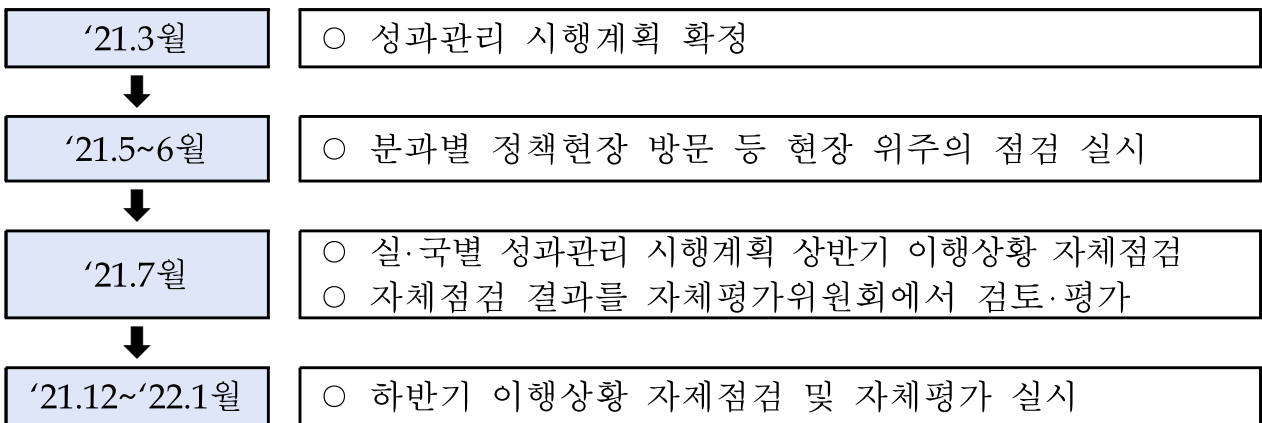 ‘21.3월
○ 성과관리 시행계획 확정
‘21.5~6월
○ 분과별 정책현장 방문 등 현장 위주의 점검 실시
‘21.7월
○ 실·국별 성과관리 시행계획 상반기 이행상황 자체점검
○ 자체점검 결과를 자체평가위원회에서 검토·평가
‘21.12~‘22.1월
○ 하반기 이행상황 자제점검 및 자체평가 실시